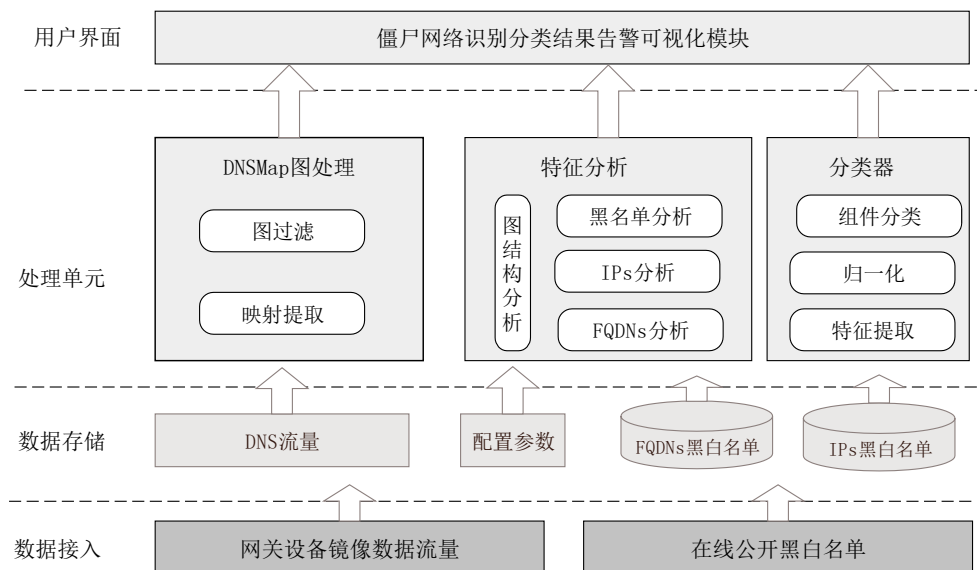 用户界面
僵尸网络识别分类结果告警可视化模块
处理单元
DNSMap图处理
图过滤
映射提取
特征分析
图结构分析
黑名单分析
IPs分析
FQDNs分析
分类器
组件分类
归一化
特征提取
数据存储
DNS流量
配置参数
FQDNs黑白名单
IPs黑白名单
数据接入
网关设备镜像数据流量
在线公开黑白名单